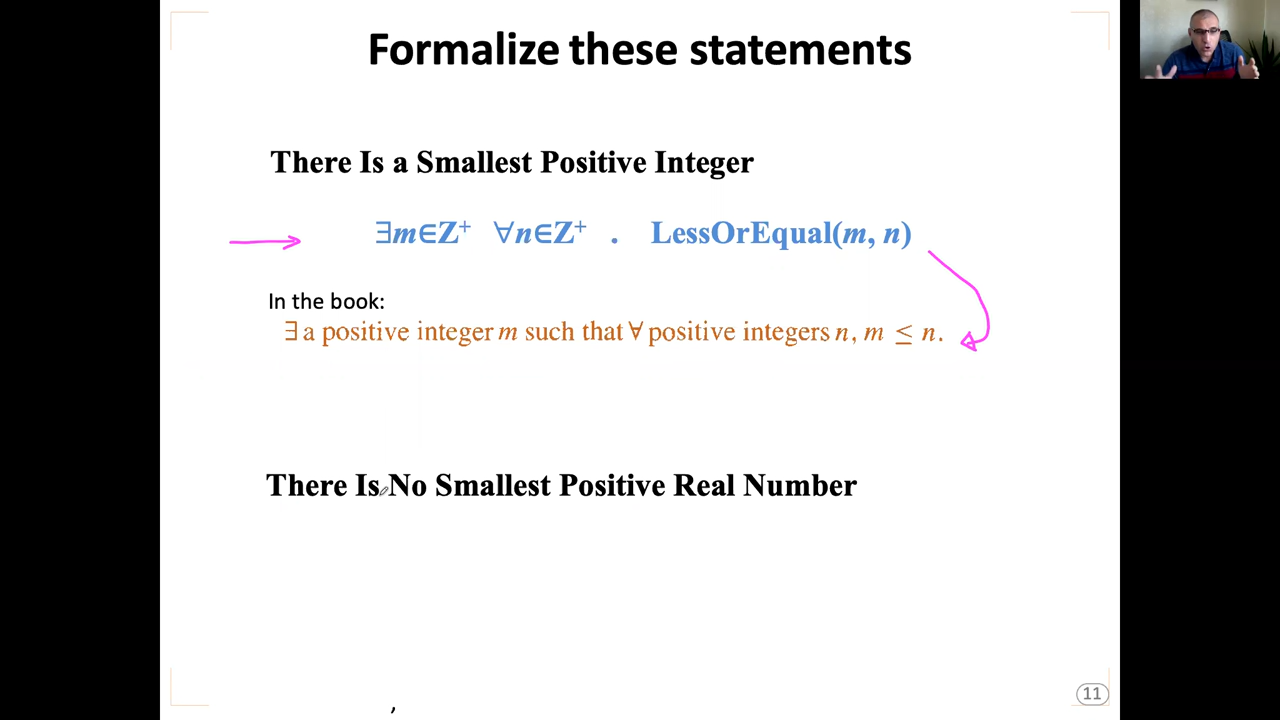 Formalize these statements
There Is a Smallest Positive Integer
∃m∈Z⁺ ∀n∈Z⁺ . LessOrEqual(m, n)
In the book:
∃ a positive integer m such that ∀ positive integers n, m ≤ n.
There Is No Smallest Positive Real Number
,
11